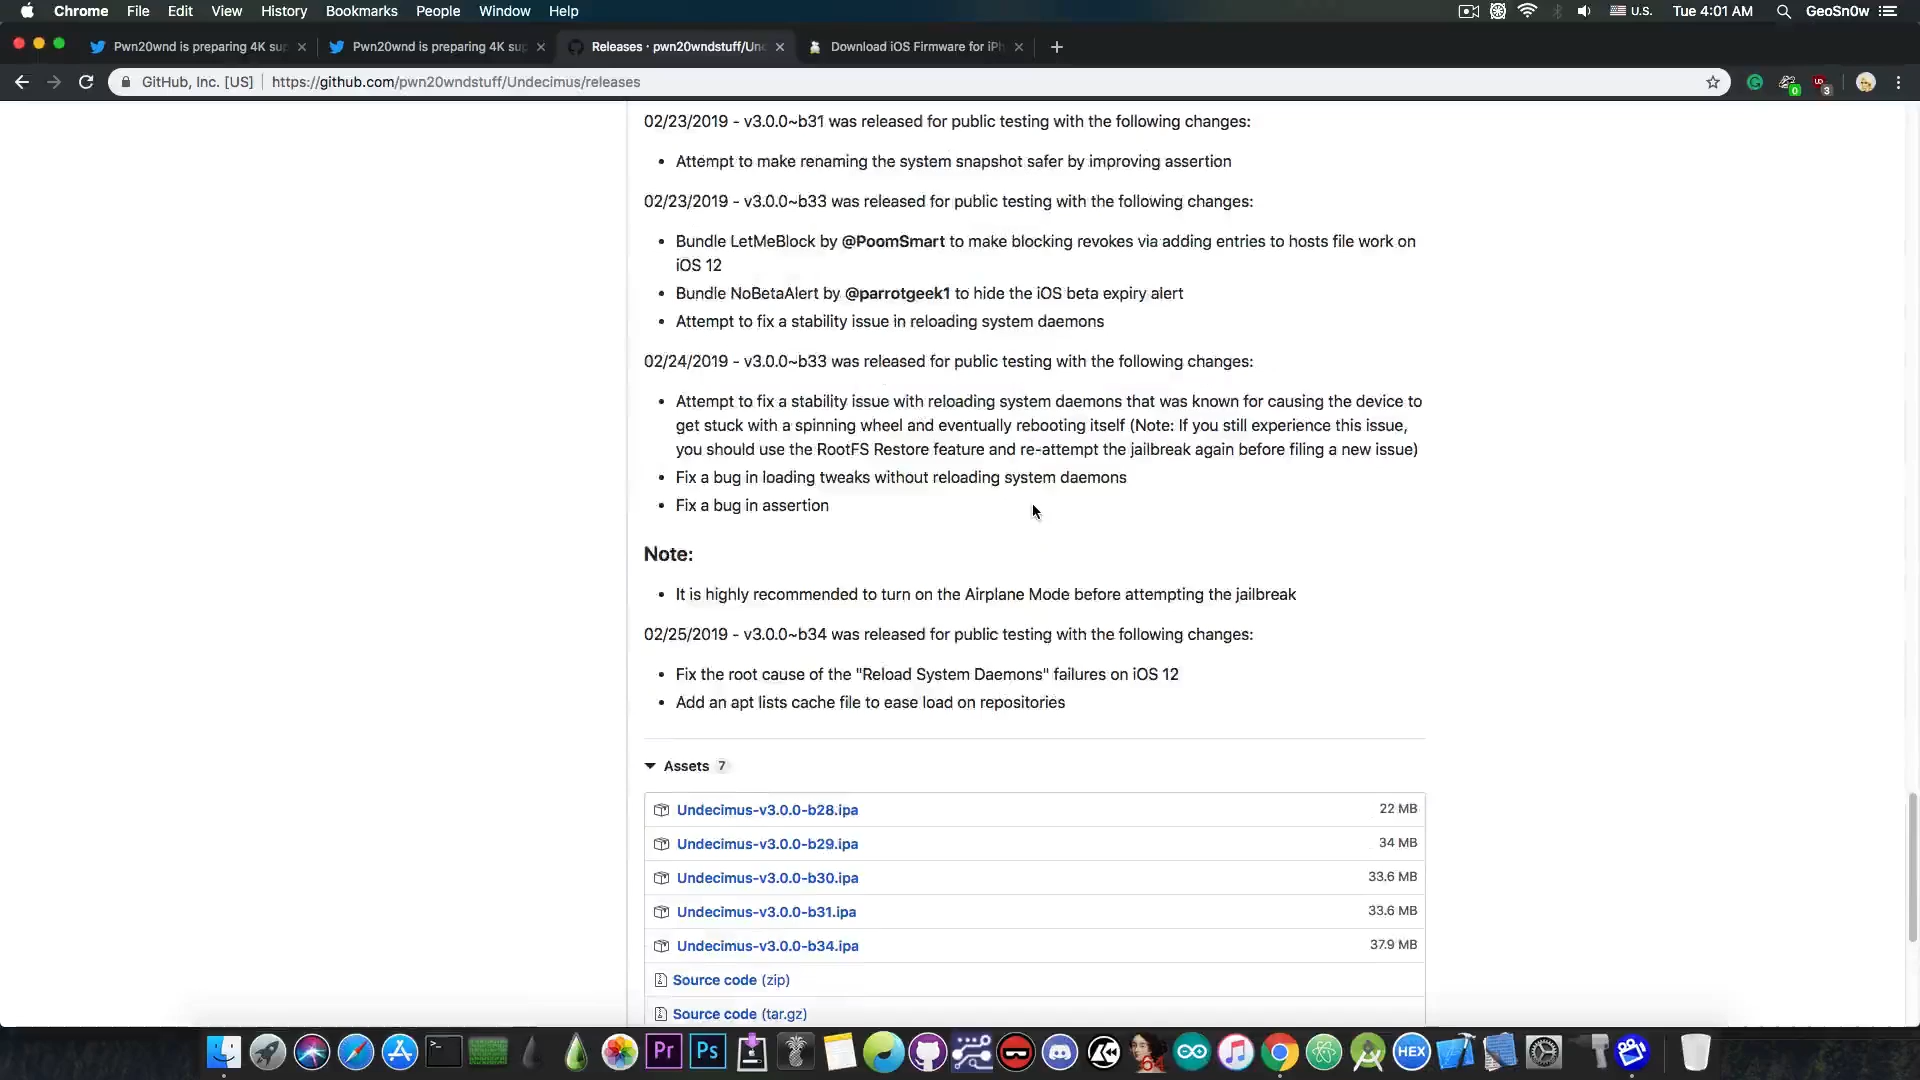 Chrome File Edit View History Bookmarks People Window Help U.S. Tue 4:01 AM GeoSn0w
Pwn20wnd is preparing 4K su Pwn20wnd is preparing 4K su Releases · pwn20wndstuff/Un Download iOS Firmware for iPh
GitHub, Inc. [US] https://github.com/pwn20wndstuff/Undecimus/releases 0 3
02/23/2019 - v3.0.0~b31 was released for public testing with the following changes:
• Attempt to make renaming the system snapshot safer by improving assertion
02/23/2019 - v3.0.0~b33 was released for public testing with the following changes:
• Bundle LetMeBlock by @PoomSmart to make blocking revokes via adding entries to hosts file work on
iOS 12
• Bundle NoBetaAlert by @parrotgeek1 to hide the iOS beta expiry alert
• Attempt to fix a stability issue in reloading system daemons
02/24/2019 - v3.0.0~b33 was released for public testing with the following changes:
• Attempt to fix a stability issue with reloading system daemons that was known for causing the device to
get stuck with a spinning wheel and eventually rebooting itself (Note: If you still experience this issue,
you should use the RootFS Restore feature and re-attempt the jailbreak again before filing a new issue)
• Fix a bug in loading tweaks without reloading system daemons
• Fix a bug in assertion
Note:
• It is highly recommended to turn on the Airplane Mode before attempting the jailbreak
02/25/2019 - v3.0.0~b34 was released for public testing with the following changes:
• Fix the root cause of the "Reload System Daemons" failures on iOS 12
• Add an apt lists cache file to ease load on repositories
Assets 7
Undecimus-v3.0.0-b28.ipa 22 MB
Undecimus-v3.0.0-b29.ipa 34 MB
Undecimus-v3.0.0-b30.ipa 33.6 MB
Undecimus-v3.0.0-b31.ipa 33.6 MB
Undecimus-v3.0.0-b34.ipa 37.9 MB
Source code (zip)
Source code (tar.gz)
Pr Ps 64 HEX